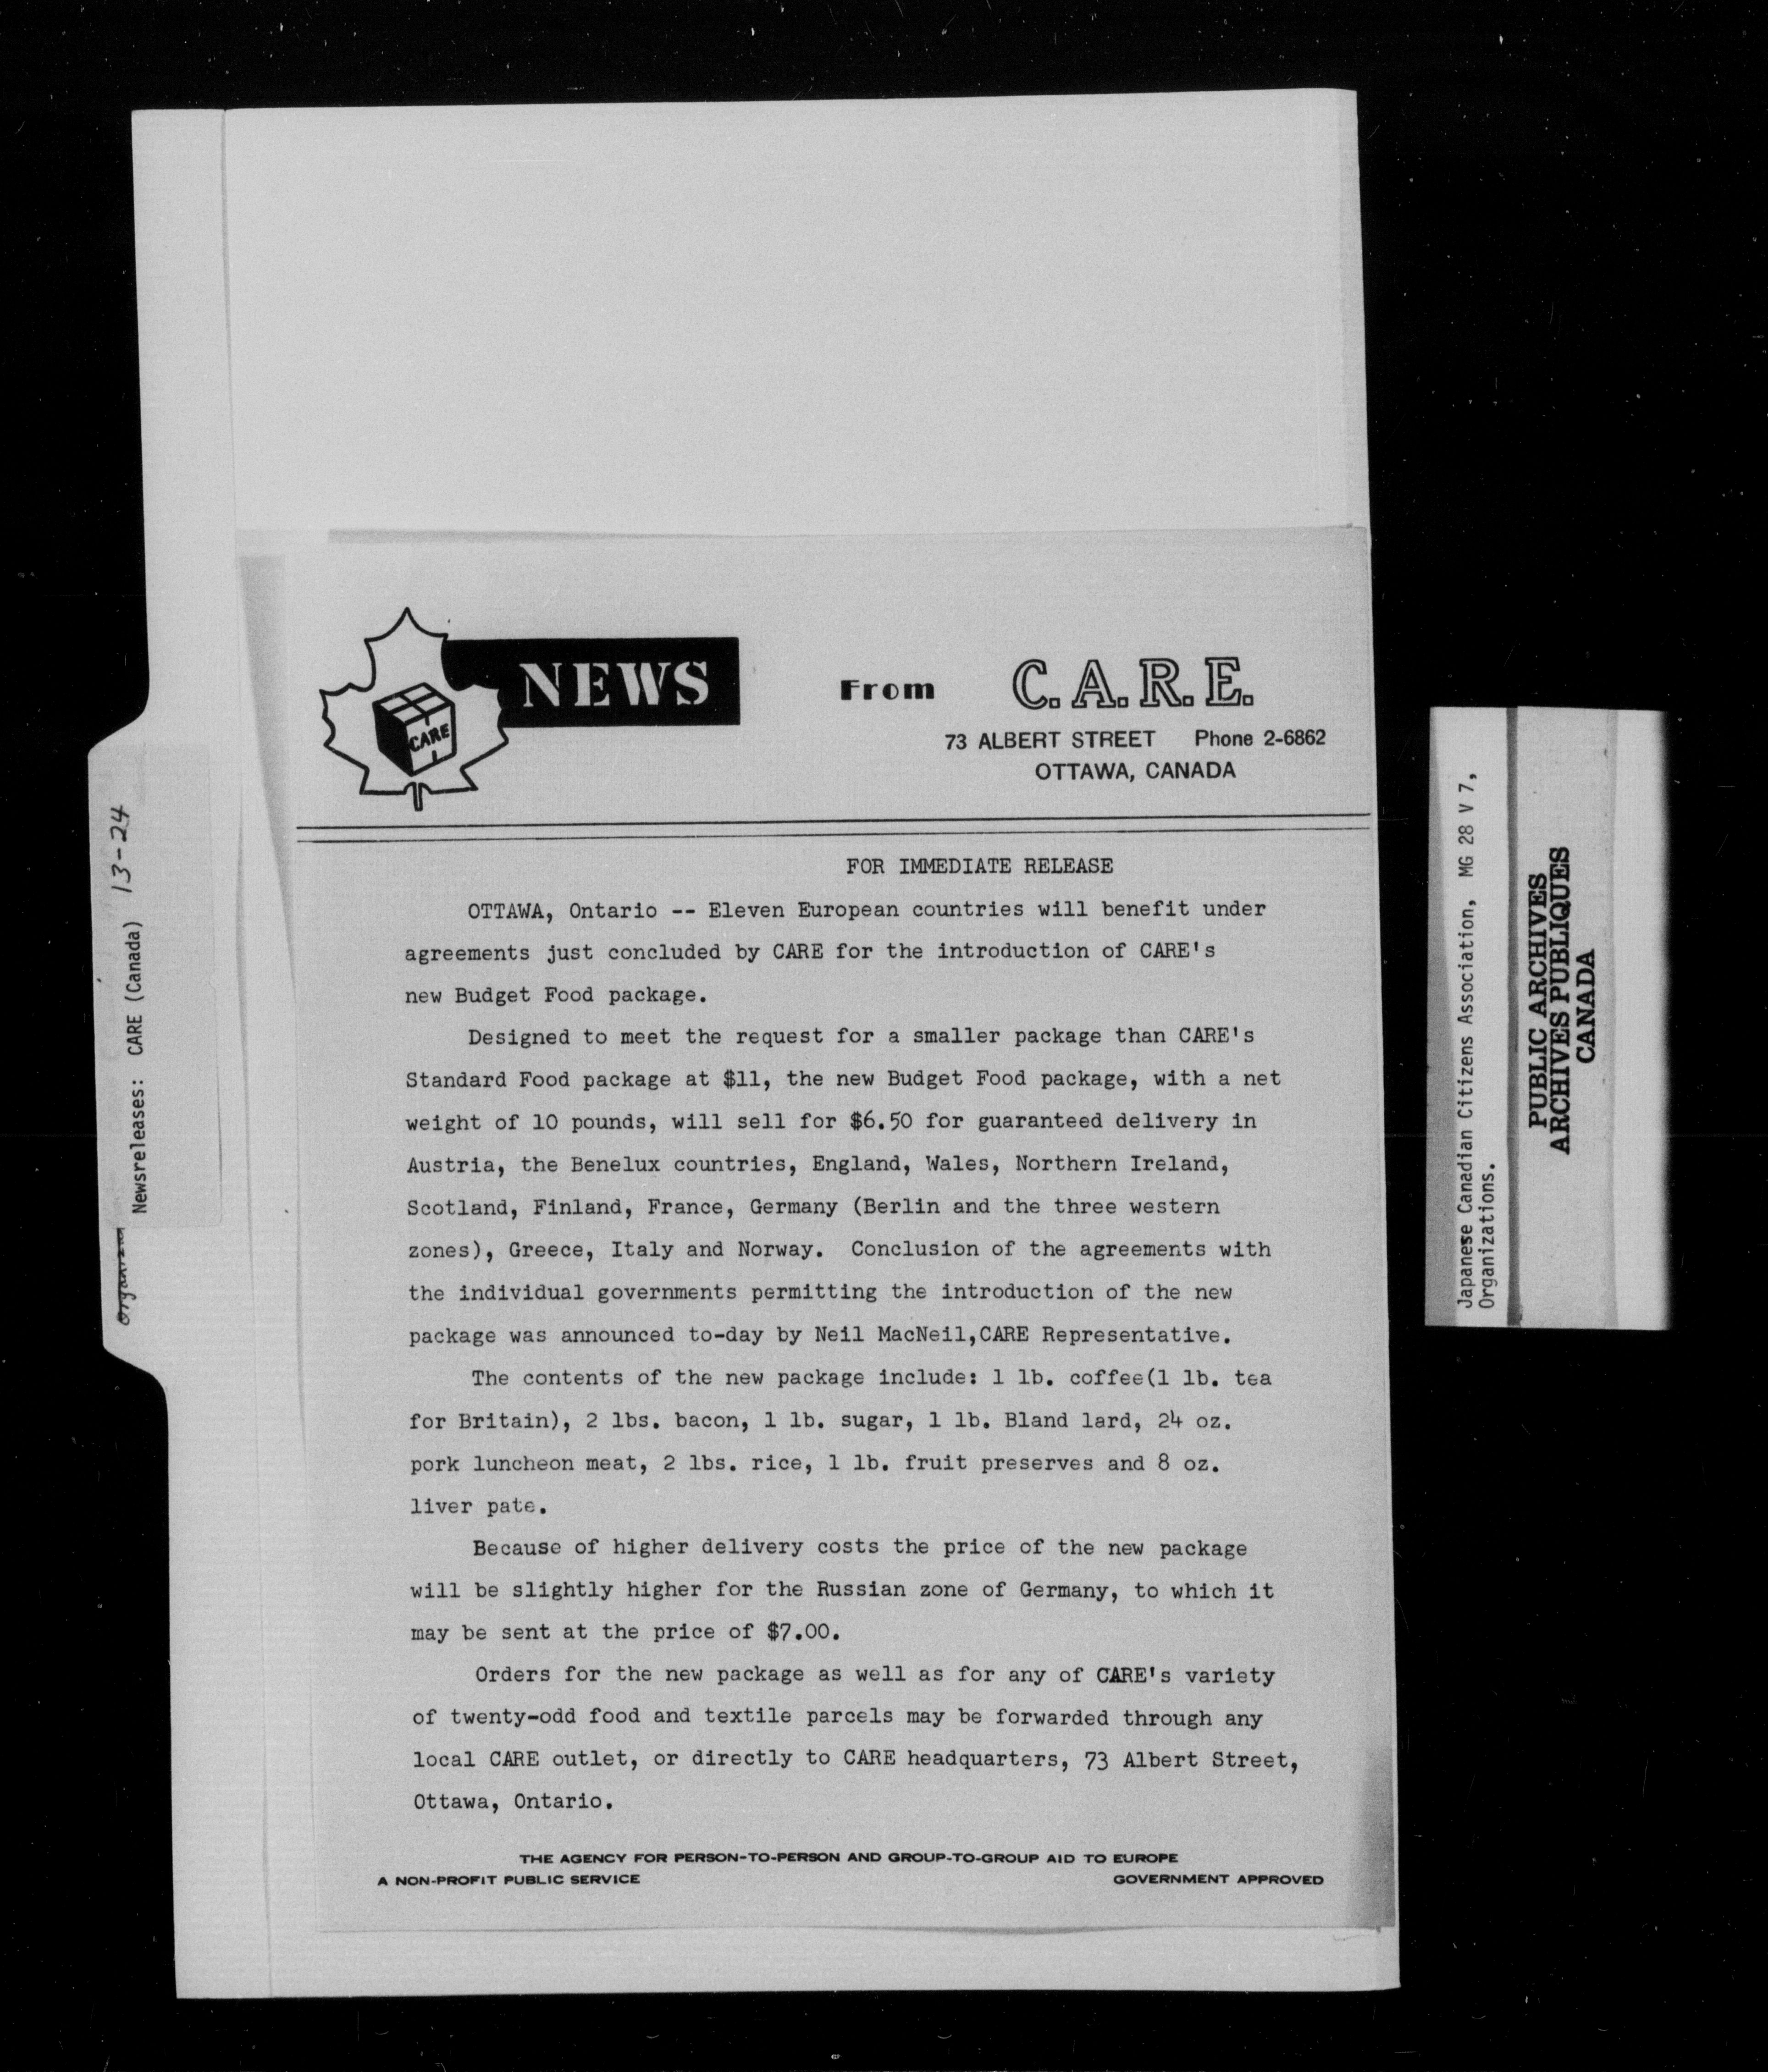 NEWS
CARE
From C.A.R.E.
73 ALBERT STREET Phone 2-6862
OTTAWA, CANADA
FOR IMMEDIATE RELEASE
OTTAWA, Ontario -- Eleven European countries will benefit under
agreements just concluded by CARE for the introduction of CARE's
new Budget Food package.
Designed to meet the request for a smaller package than CARE's
Standard Food package at $11, the new Budget Food package, with a net
weight of 10 pounds, will sell for $6.50 for guaranteed delivery in
Austria, the Benelux countries, England, Wales, Northern Ireland,
Scotland, Finland, France, Germany (Berlin and the three western
zones), Greece, Italy and Norway. Conclusion of the agreements with
the individual governments permitting the introduction of the new
package was announced to-day by Neil MacNeil,CARE Representative.
The contents of the new package include: 1 lb. coffee(1 lb. tea
for Britain), 2 lbs. bacon, 1 lb. sugar, 1 lb. Bland lard, 24 oz.
pork luncheon meat, 2 lbs. rice, 1 lb. fruit preserves and 8 oz.
liver pate.
Because of higher delivery costs the price of the new package
will be slightly higher for the Russian zone of Germany, to which it
may be sent at the price of $7.00.
Orders for the new package as well as for any of CARE's variety
of twenty-odd food and textile parcels may be forwarded through any
local CARE outlet, or directly to CARE headquarters, 73 Albert Street,
Ottawa, Ontario.
THE AGENCY FOR PERSON-TO-PERSON AND GROUP-TO-GROUP AID TO EUROPE
A NON-PROFIT PUBLIC SERVICE GOVERNMENT APPROVED
Newsreleases: CARE (Canada) 13-24
Japanese Canadian Citizens Association, MG 28 V 7,
Organizations.
PUBLIC ARCHIVES
ARCHIVES PUBLIQUES
CANADA